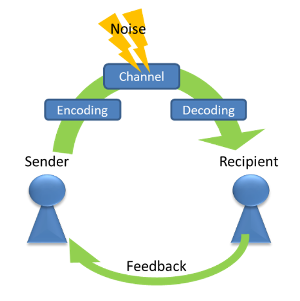 Noise
Channel
Encoding
Decoding
Sender
Recipient
Feedback